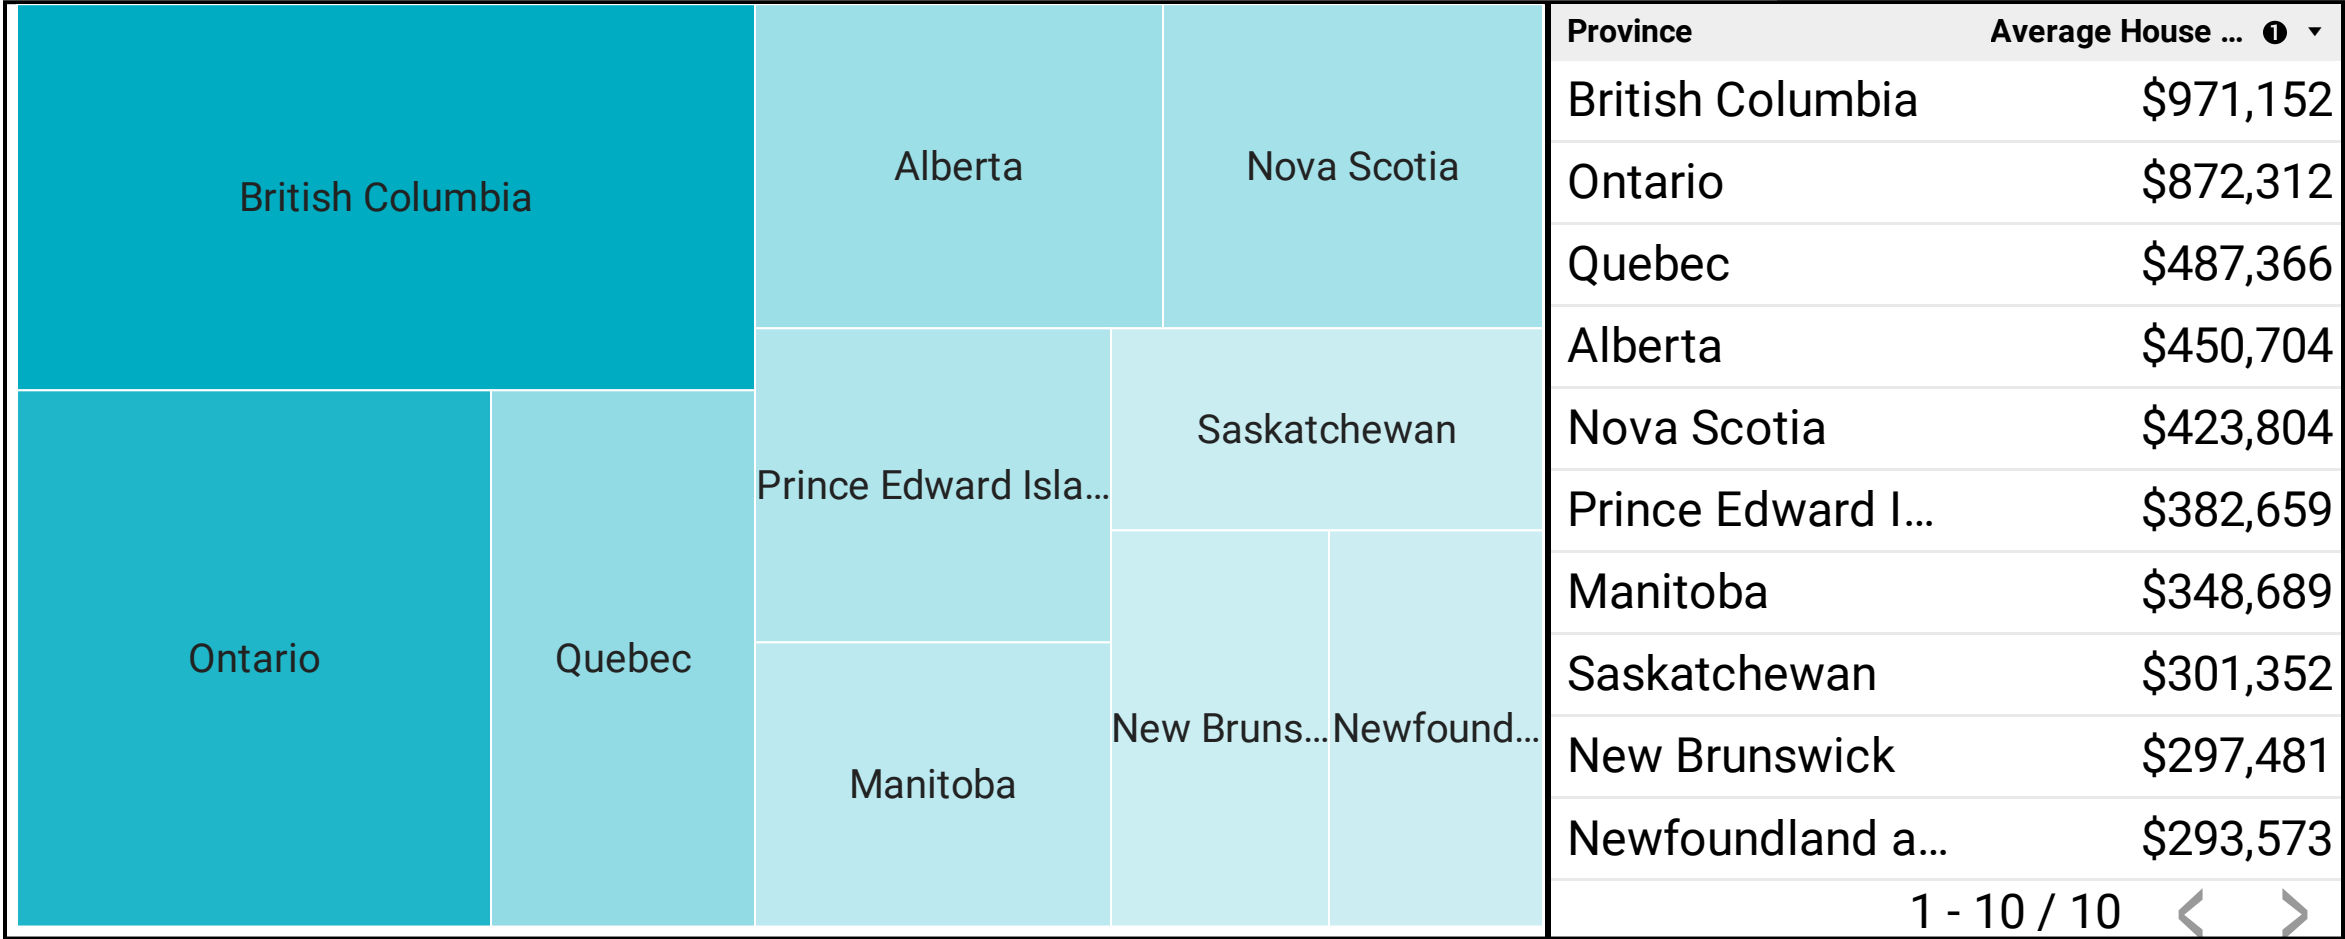 British Columbia
Alberta
Nova Scotia
Ontario
Quebec
Prince Edward Isla...
Saskatchewan
Manitoba
New Bruns...
Newfound...
Province Average House ... 1
British Columbia $971,152
Ontario $872,312
Quebec $487,366
Alberta $450,704
Nova Scotia $423,804
Prince Edward I... $382,659
Manitoba $348,689
Saskatchewan $301,352
New Brunswick $297,481
Newfoundland a... $293,573
1 - 10 / 10